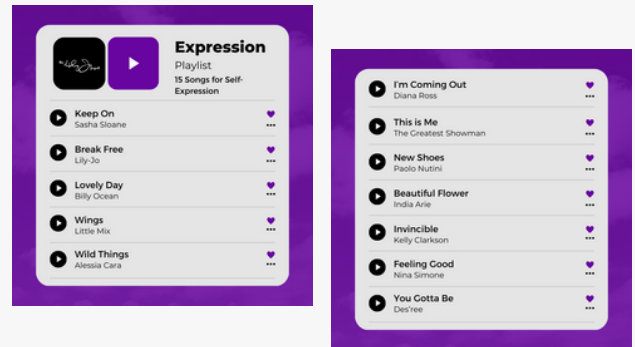 Expression
Playlist
15 Songs for Self-
Expression
Keep On
Sasha Sloane
Break Free
Lily-Jo
Lovely Day
Billy Ocean
Wings
Little Mix
Wild Things
Alessia Cara
I'm Coming Out
Diana Ross
This is Me
The Greatest Showman
New Shoes
Paolo Nutini
Beautiful Flower
India Arie
Invincible
Kelly Clarkson
Feeling Good
Nina Simone
You Gotta Be
Des'ree